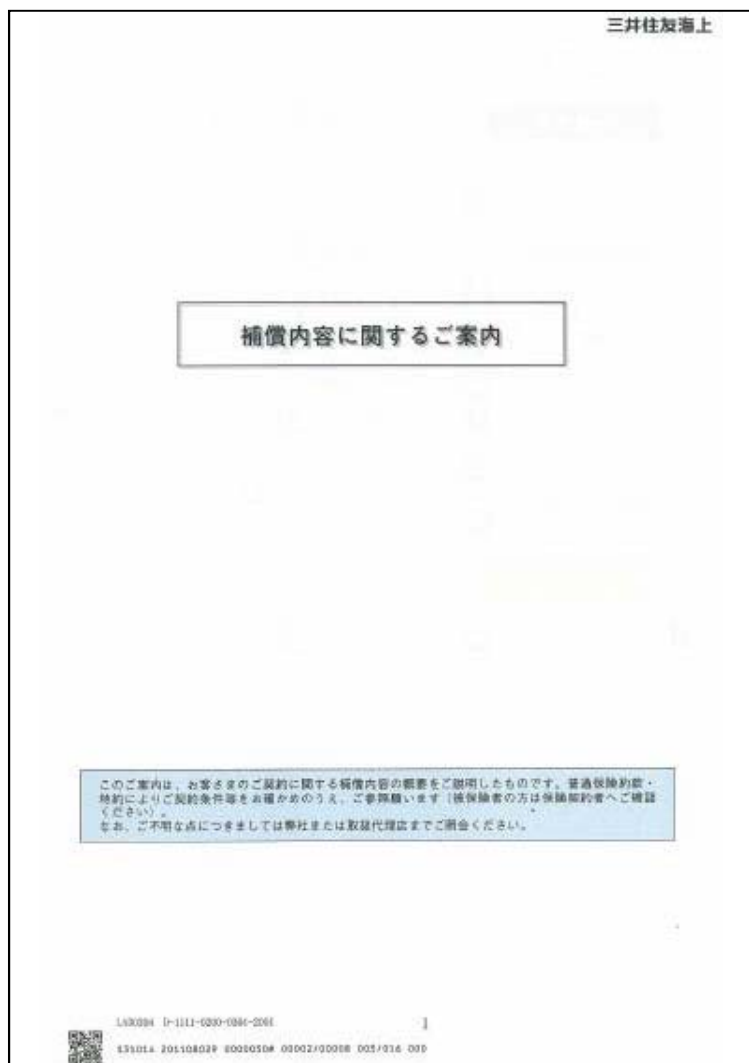 三井住友海上
補償内容に関するご案内
このご案内は、お客さまのご契約に関する補償内容の概要をご説明したものです。普通保険約款・
特約によりご契約条件等をお確かめのうえ、ご参照願います(被保険者の方は保険契約者へご確認
ください)。
なお、ご不明な点につきましては弊社または取扱代理店までご照会ください。
201108029 00002/00008 005/016 000